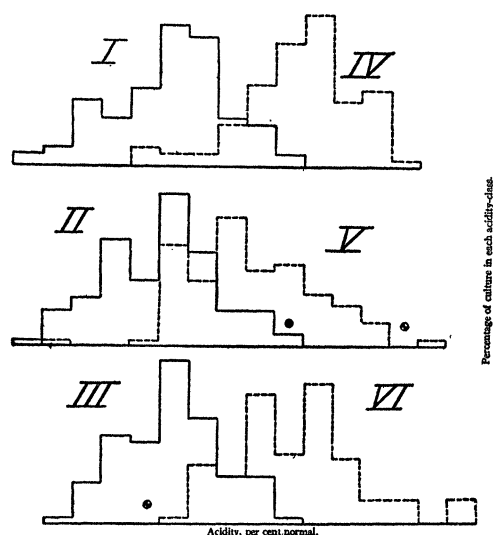 I IV
II V
III VI
Percentage of culture in each acidity-class.
Acidity, per cent.normal.